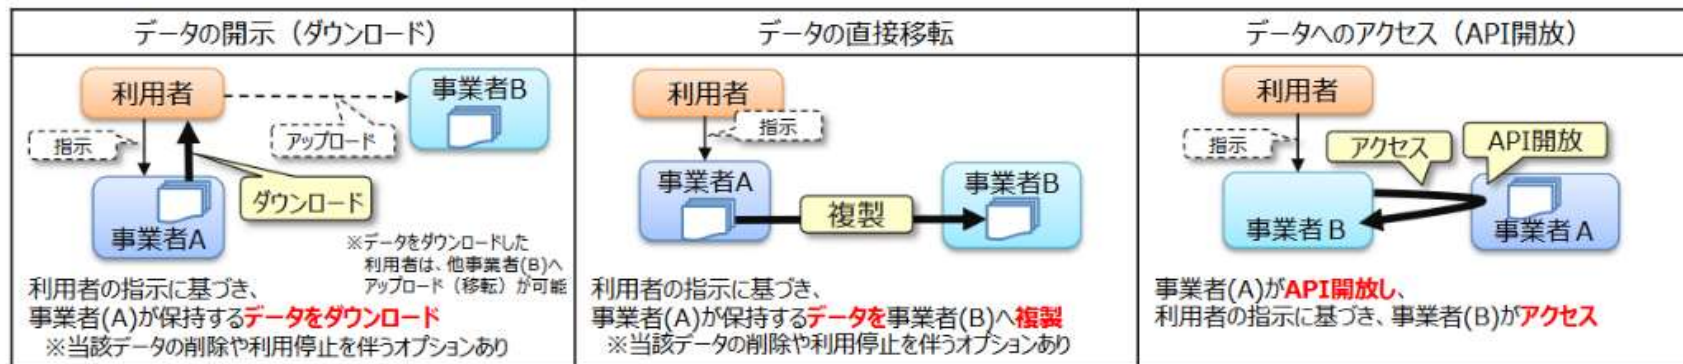 データの開示（ダウンロード）
利用者
事業者B
指示
アップロード
ダウンロード
事業者A
※データをダウンロードした
利用者は、他事業者(B)へ
アップロード（移転）が可能
利用者の指示に基づき、
事業者(A)が保持するデータをダウンロード
※当該データの削除や利用停止を伴うオプションあり
データの直接移転
利用者
指示
事業者A
事業者B
複製
利用者の指示に基づき、
事業者(A)が保持するデータを事業者(B)へ複製
※当該データの削除や利用停止を伴うオプションあり
データへのアクセス（API開放）
利用者
指示
アクセス
API開放
事業者B
事業者A
事業者(A)がAPI開放し、
利用者の指示に基づき、事業者(B)がアクセス